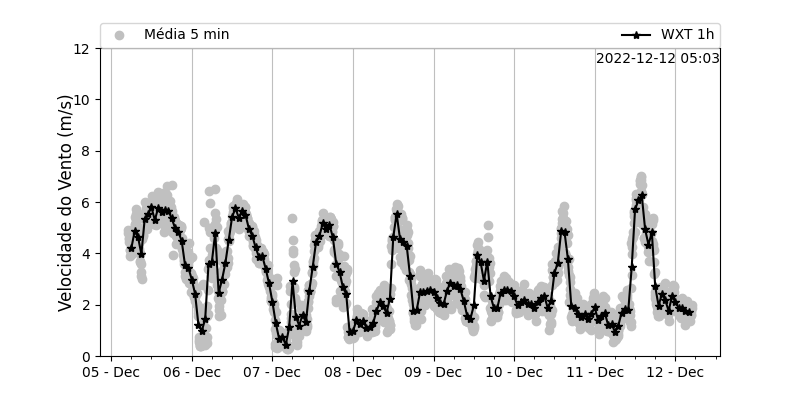 Média 5 min
WXT 1h
2022-12-12 05:03
Velocidade do Vento (m/s)
12
10
8
6
4
2
0
05 - Dec
06 - Dec
07 - Dec
08 - Dec
09 - Dec
10 - Dec
11 - Dec
12 - Dec